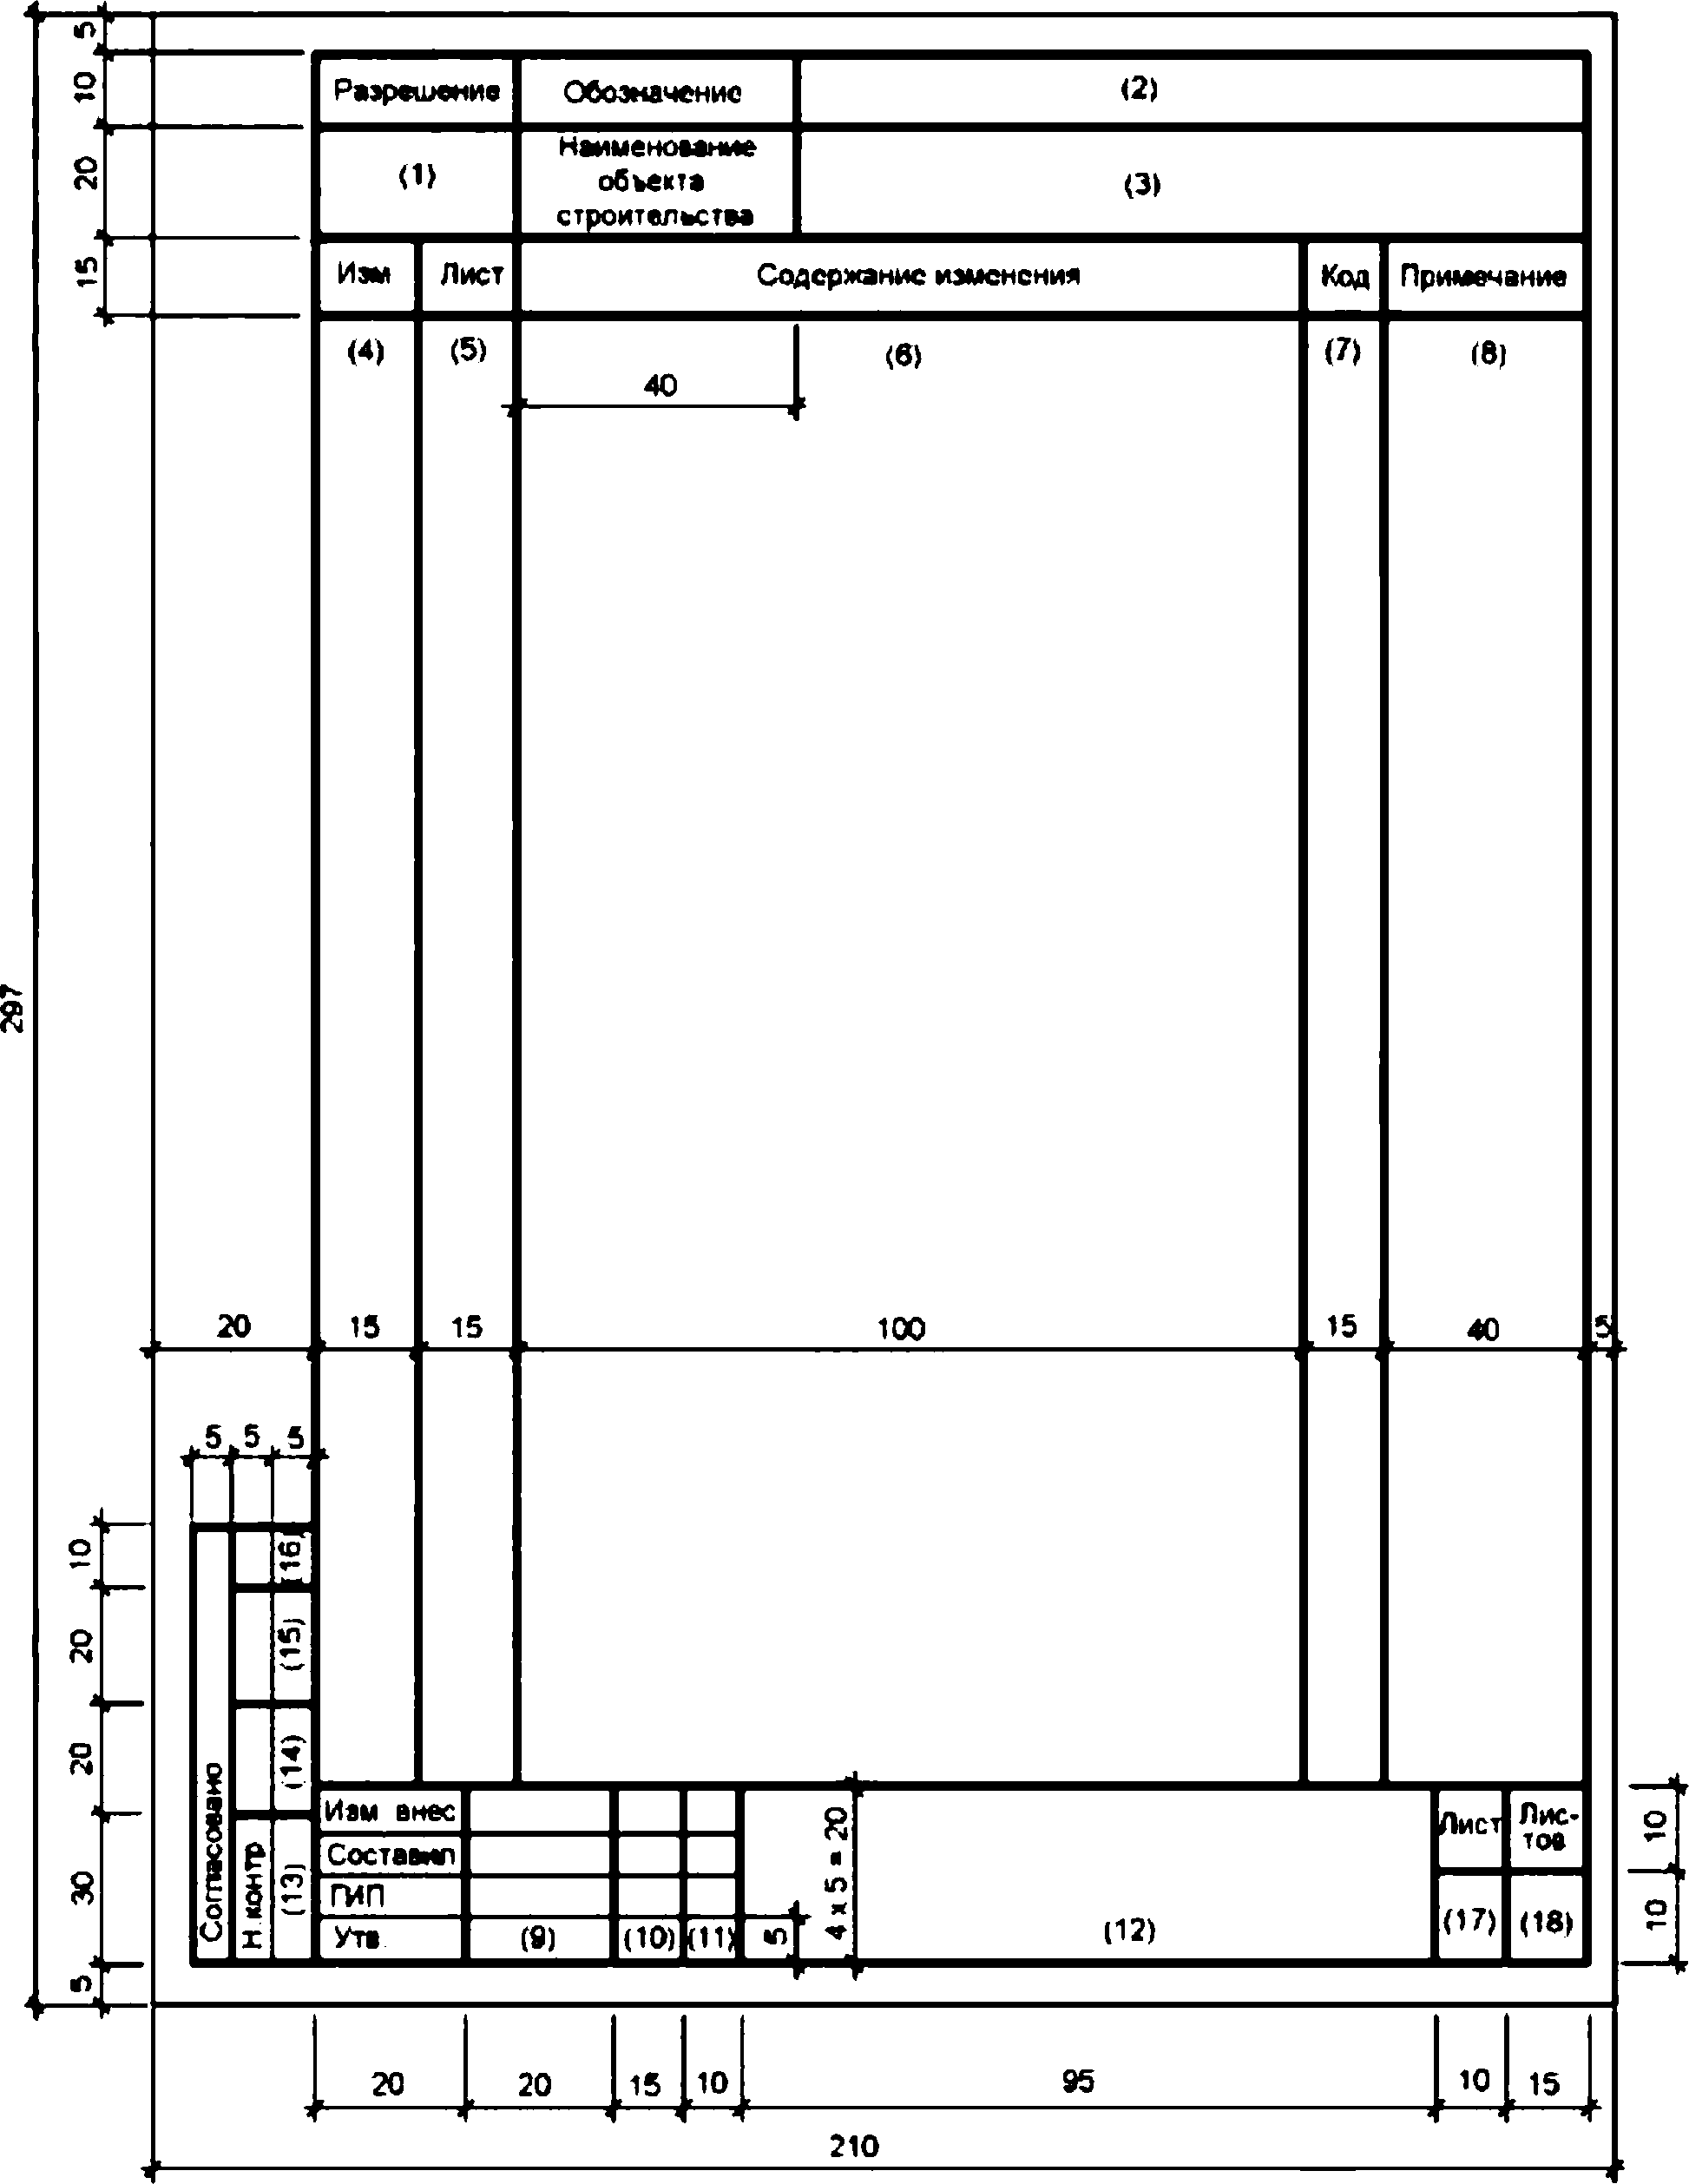 5
10
Разрешение Обозначение (2)
20
(1) Наименование
объекта
строительства (3)
15
Изм Лист Содержание изменения Код Примечание
(4) (5) (6) (7) (8)
40
297
20 15 15 100 15 40 5
5 5 5
10
20
20
30
5
Согласовано
Н.контр
(16)
(15)
(14)
(13)
Изм внес
Составил
ГИП
Утв (9) (10) (11)
5
4 x 5 = 20
(12)
Лист Лис-
тов
(17) (18)
10
10
20 20 15 10 95 10 15
210